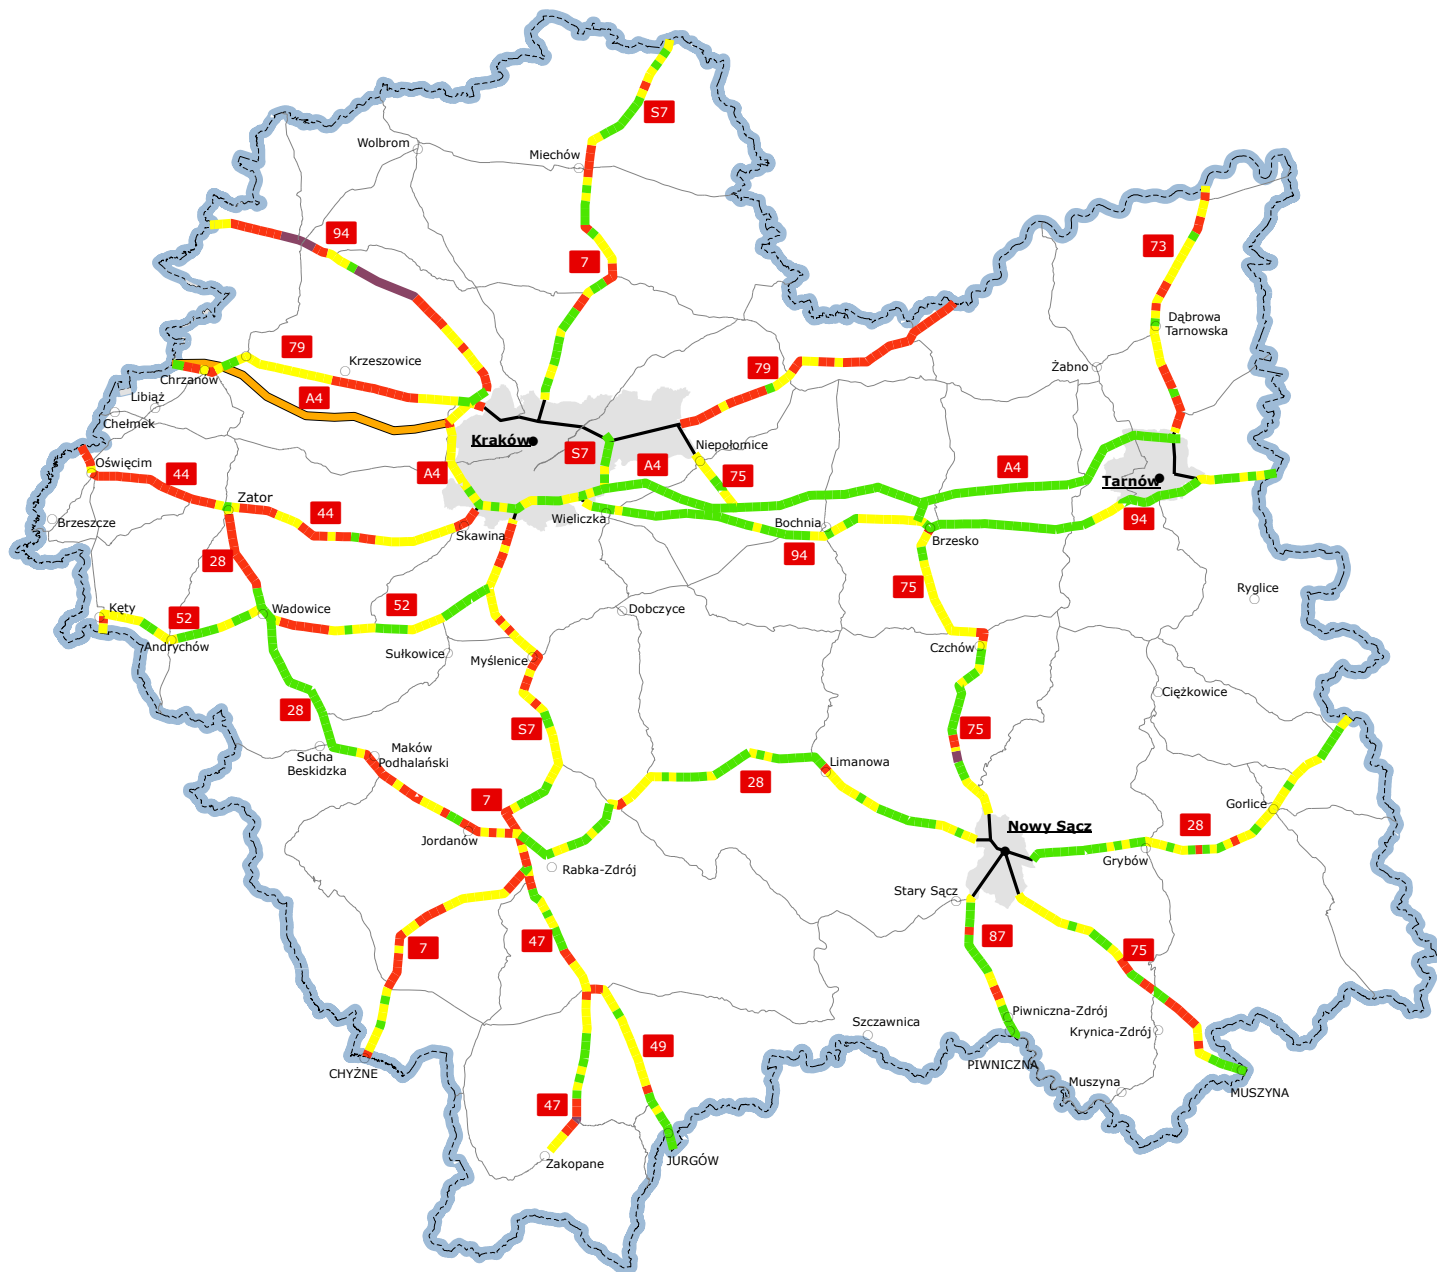 S7
Wolbrom
Miechów
94
73
7
Dąbrowa
Tarnowska
79
Krzeszowice
79
Żabno
Chrzanów
A4
Libiąż
Chełmek
Kraków
S7
Niepołomice
Oświęcim
44
A4
A4
75
A4
Tarnów
Zator
44
Brzeszcze
Wieliczka
Bochnia
94
Skawina
94
Brzesko
28
75
Ryglice
Kęty
52
Wadowice
52
Dobczyce
Andrychów
Sułkowice
Myślenice
Czchów
Ciężkowice
28
S7
75
Sucha
Beskidzka
Maków
Podhalański
Limanowa
28
7
Gorlice
Jordanów
Nowy Sącz
28
Grybów
Rabka-Zdrój
Stary Sącz
7
47
87
75
Piwniczna-Zdrój
Szczawnica
Krynica-Zdrój
49
CHYŻNE
PIWNICZNA
Muszyna
MUSZYNA
47
Zakopane
JURGÓW